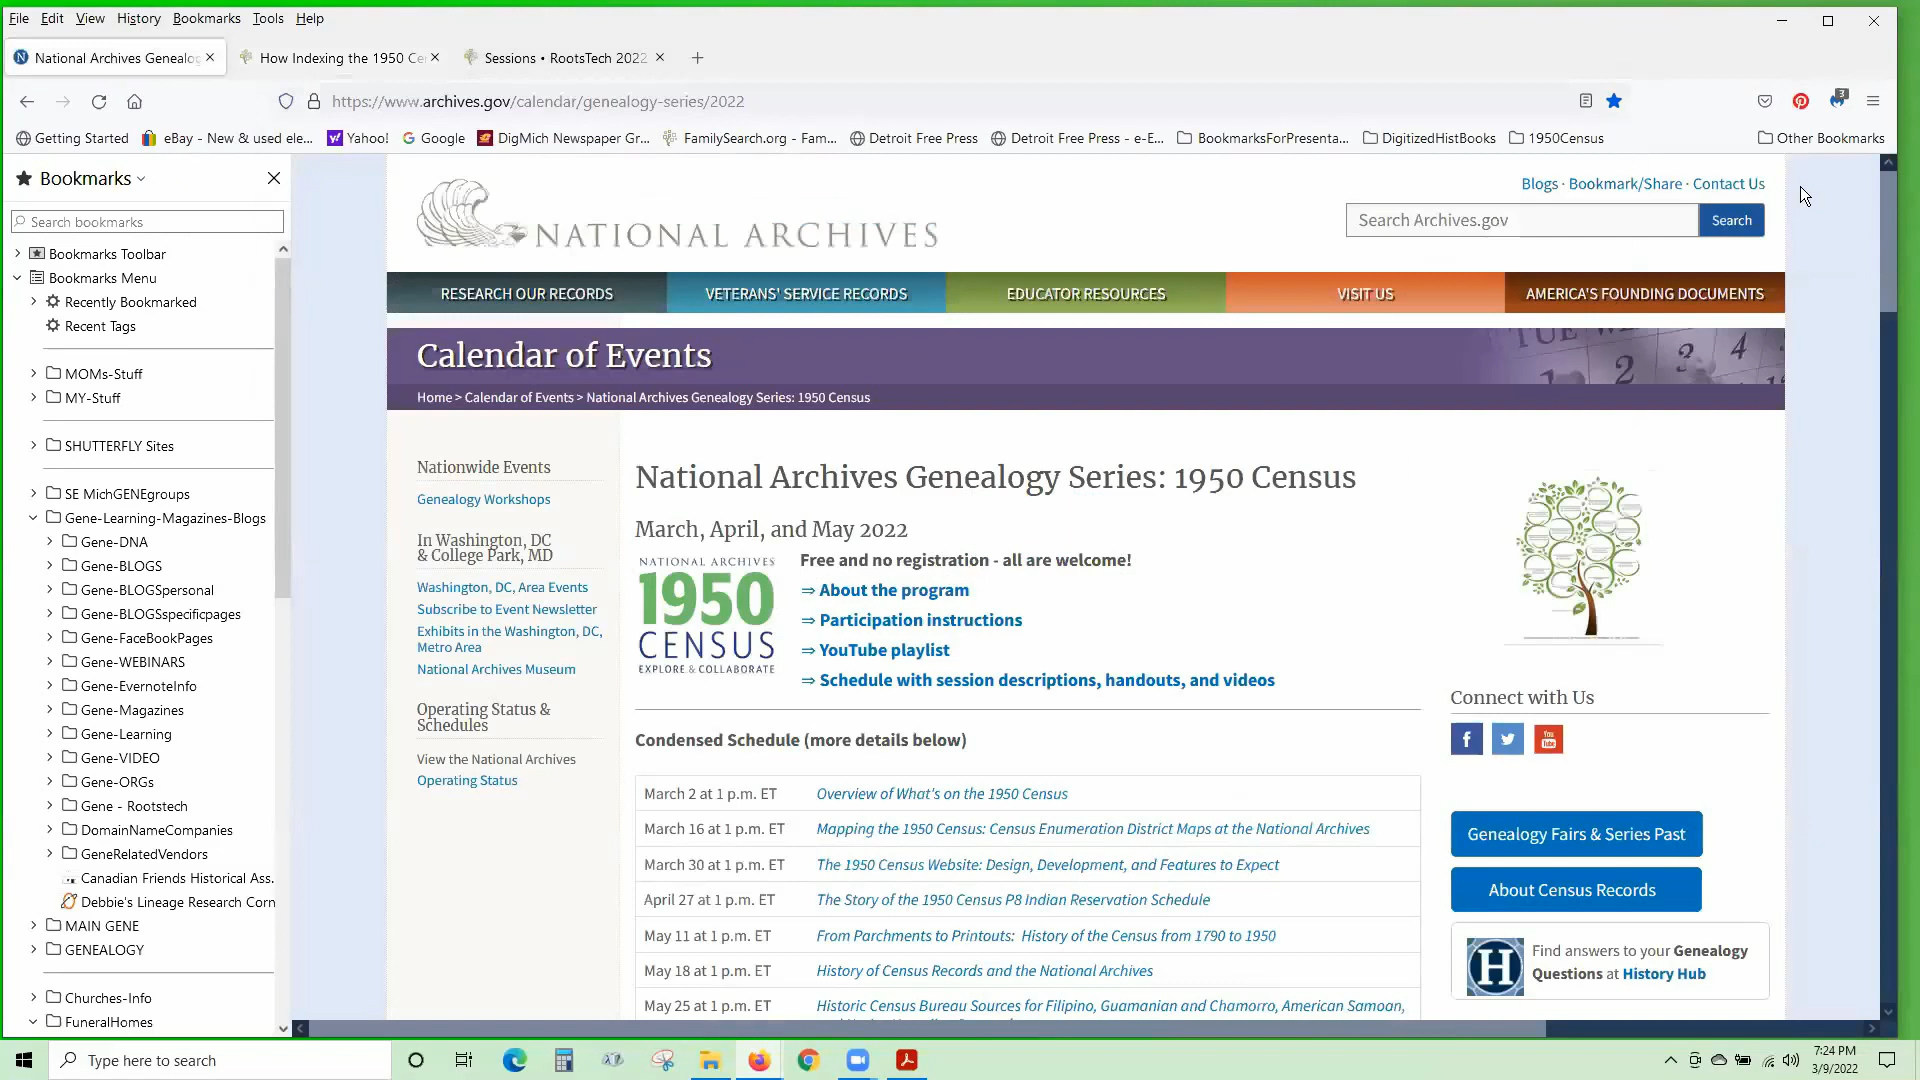 File Edit View History Bookmarks Tools Help
National Archives Genealog How Indexing the 1950 Ce Sessions • RootsTech 2022
https://www.archives.gov/calendar/genealogy-series/2022
3
Getting Started eBay - New & used ele... Yahoo! Google DigMich Newspaper Gr... FamilySearch.org - Fam... Detroit Free Press Detroit Free Press - e-E... BookmarksForPresenta... DigitizedHistBooks 1950Census Other Bookmarks
Bookmarks
Search bookmarks
Bookmarks Toolbar
Bookmarks Menu
Recently Bookmarked
Recent Tags
MOMs-Stuff
MY-Stuff
SHUTTERFLY Sites
SE MichGENEgroups
Gene-Learning-Magazines-Blogs
Gene-DNA
Gene-BLOGS
Gene-BLOGSpersonal
Gene-BLOGSspecificpages
Gene-FaceBookPages
Gene-WEBINARS
Gene-EvernoteInfo
Gene-Magazines
Gene-Learning
Gene-VIDEO
Gene-ORGs
Gene - Rootstech
DomainNameCompanies
GeneRelatedVendors
Canadian Friends Historical Ass.
Debbie's Lineage Research Corn
MAIN GENE
GENEALOGY
Churches-Info
FuneralHomes
Blogs · Bookmark/Share · Contact Us
NATIONAL ARCHIVES
Search Archives.gov Search
RESEARCH OUR RECORDS VETERANS' SERVICE RECORDS EDUCATOR RESOURCES VISIT US AMERICA'S FOUNDING DOCUMENTS
Calendar of Events
Home > Calendar of Events > National Archives Genealogy Series: 1950 Census
Nationwide Events
Genealogy Workshops
In Washington, DC
& College Park, MD
Washington, DC, Area Events
Subscribe to Event Newsletter
Exhibits in the Washington, DC,
Metro Area
National Archives Museum
Operating Status &
Schedules
View the National Archives
Operating Status
National Archives Genealogy Series: 1950 Census
March, April, and May 2022
NATIONAL ARCHIVES
1950
CENSUS
EXPLORE & COLLABORATE
Free and no registration - all are welcome!
⇒ About the program
⇒ Participation instructions
⇒ YouTube playlist
⇒ Schedule with session descriptions, handouts, and videos
Condensed Schedule (more details below)
March 2 at 1 p.m. ET Overview of What's on the 1950 Census
March 16 at 1 p.m. ET Mapping the 1950 Census: Census Enumeration District Maps at the National Archives
March 30 at 1 p.m. ET The 1950 Census Website: Design, Development, and Features to Expect
April 27 at 1 p.m. ET The Story of the 1950 Census P8 Indian Reservation Schedule
May 11 at 1 p.m. ET From Parchments to Printouts: History of the Census from 1790 to 1950
May 18 at 1 p.m. ET History of Census Records and the National Archives
May 25 at 1 p.m. ET Historic Census Bureau Sources for Filipino, Guamanian and Chamorro, American Samoan,
Connect with Us
You Tube
Genealogy Fairs & Series Past
About Census Records
H
Find answers to your Genealogy
Questions at History Hub
Type here to search
7:24 PM
3/9/2022